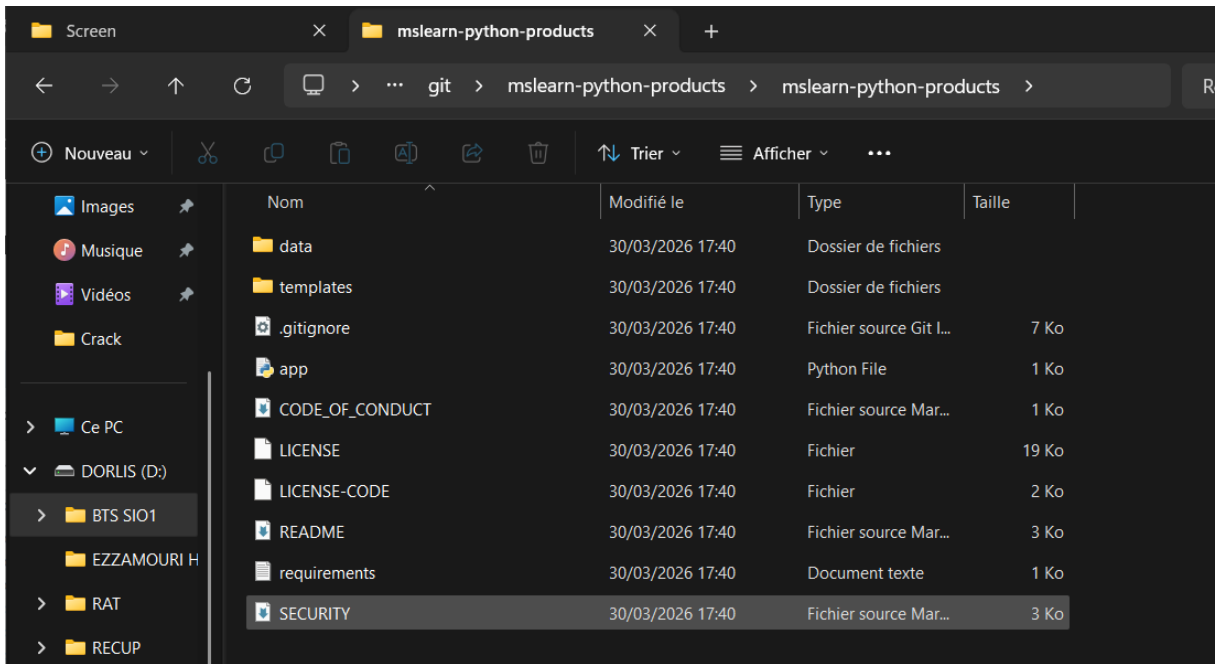 Screen
mslearn-python-products
git > mslearn-python-products > mslearn-python-products >
Nouveau
Trier
Afficher
Images
Musique
Vidéos
Crack
Ce PC
DORLIS (D:)
BTS SIO1
EZZAMOURI H
RAT
RECUP
Nom Modifié le Type Taille
data 30/03/2026 17:40 Dossier de fichiers
templates 30/03/2026 17:40 Dossier de fichiers
.gitignore 30/03/2026 17:40 Fichier source Git I... 7 Ko
app 30/03/2026 17:40 Python File 1 Ko
CODE_OF_CONDUCT 30/03/2026 17:40 Fichier source Mar... 1 Ko
LICENSE 30/03/2026 17:40 Fichier 19 Ko
LICENSE-CODE 30/03/2026 17:40 Fichier 2 Ko
README 30/03/2026 17:40 Fichier source Mar... 3 Ko
requirements 30/03/2026 17:40 Document texte 1 Ko
SECURITY 30/03/2026 17:40 Fichier source Mar... 3 Ko